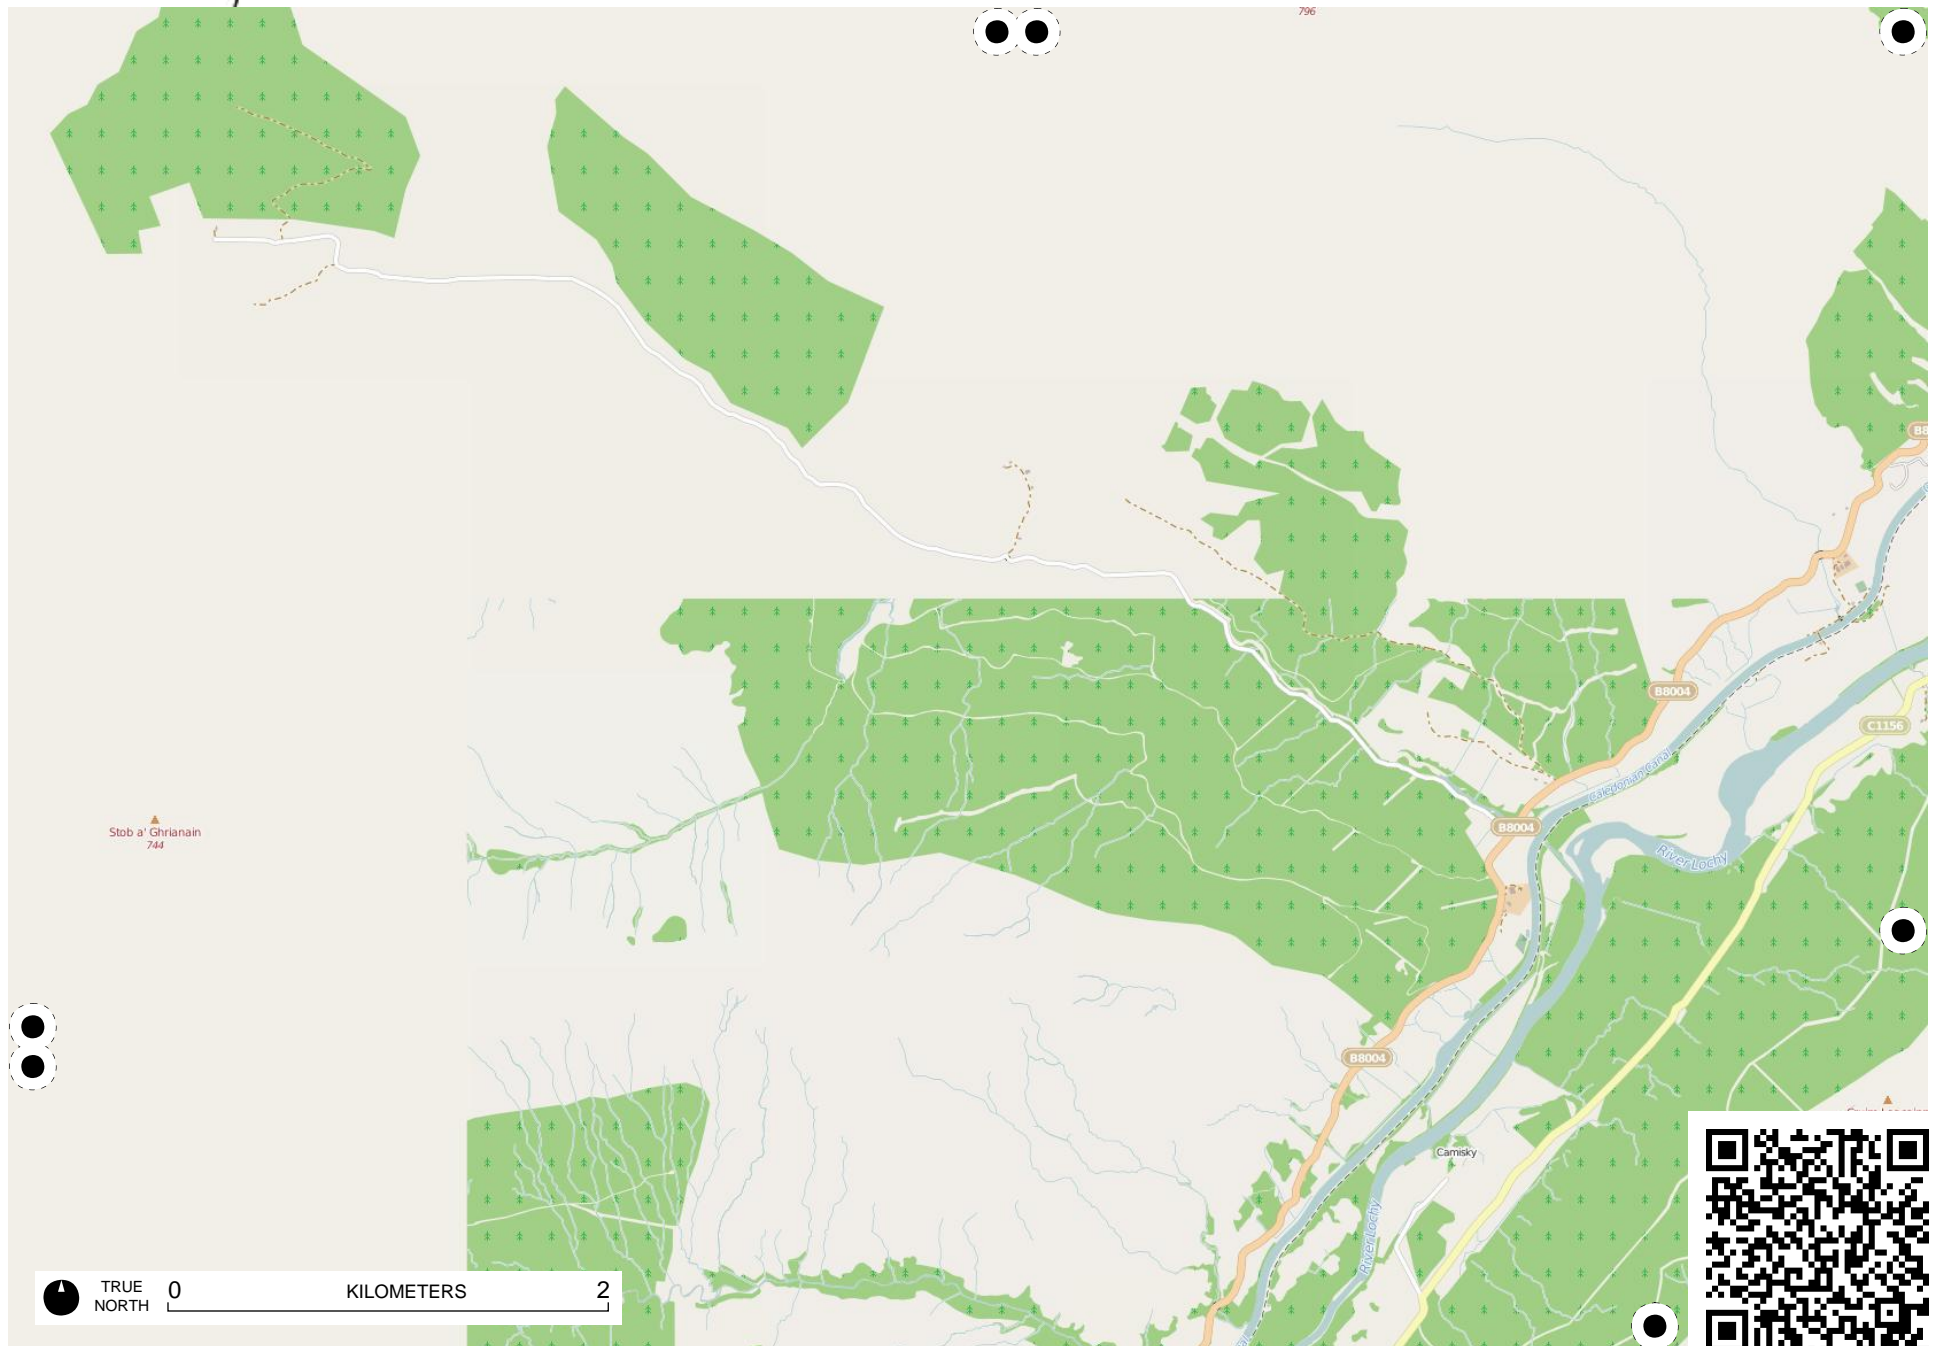 796
B8
B8004
C1156
Caledonian Canal
Stob a' Ghrianain
744
B8004
River Lochy
B8004
Camisky
River Lochy
TRUE
NORTH
0
KILOMETERS
2